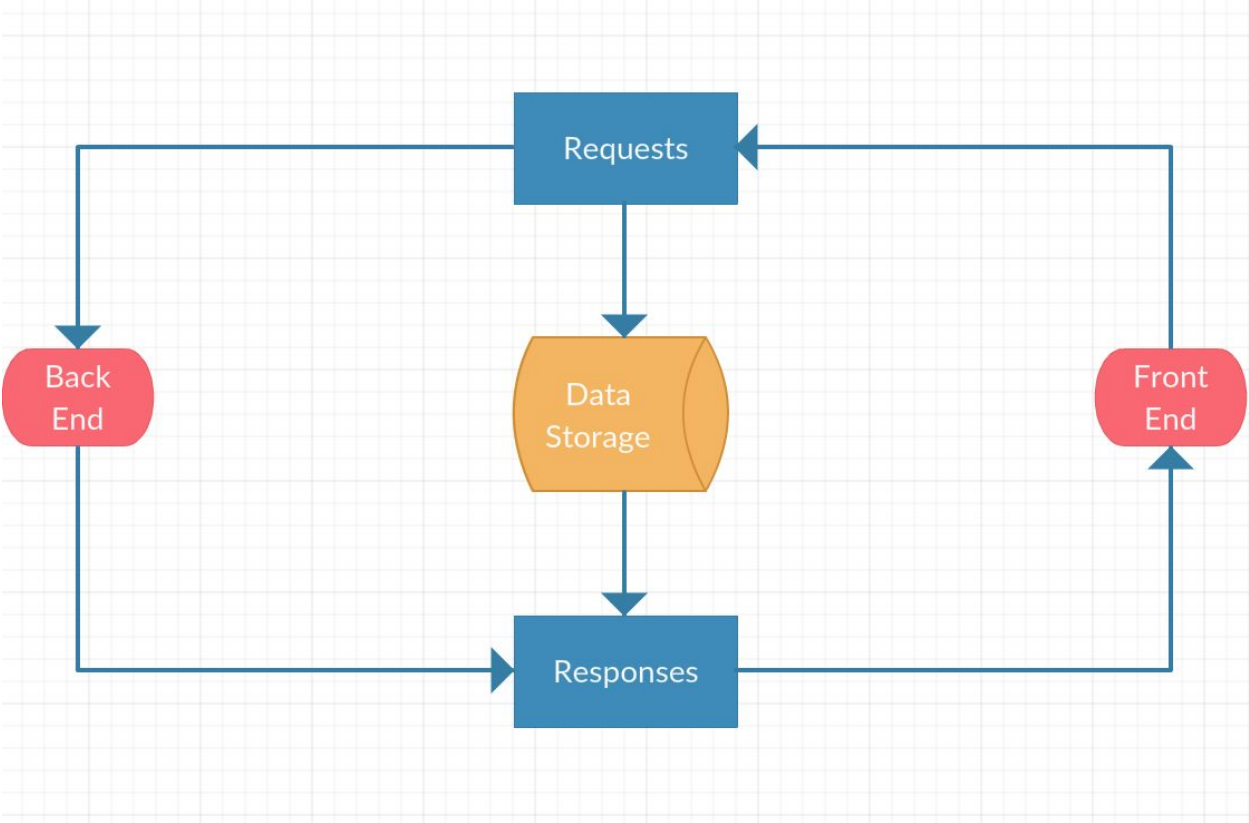 Requests
Back
End
Data
Storage
Front
End
Responses